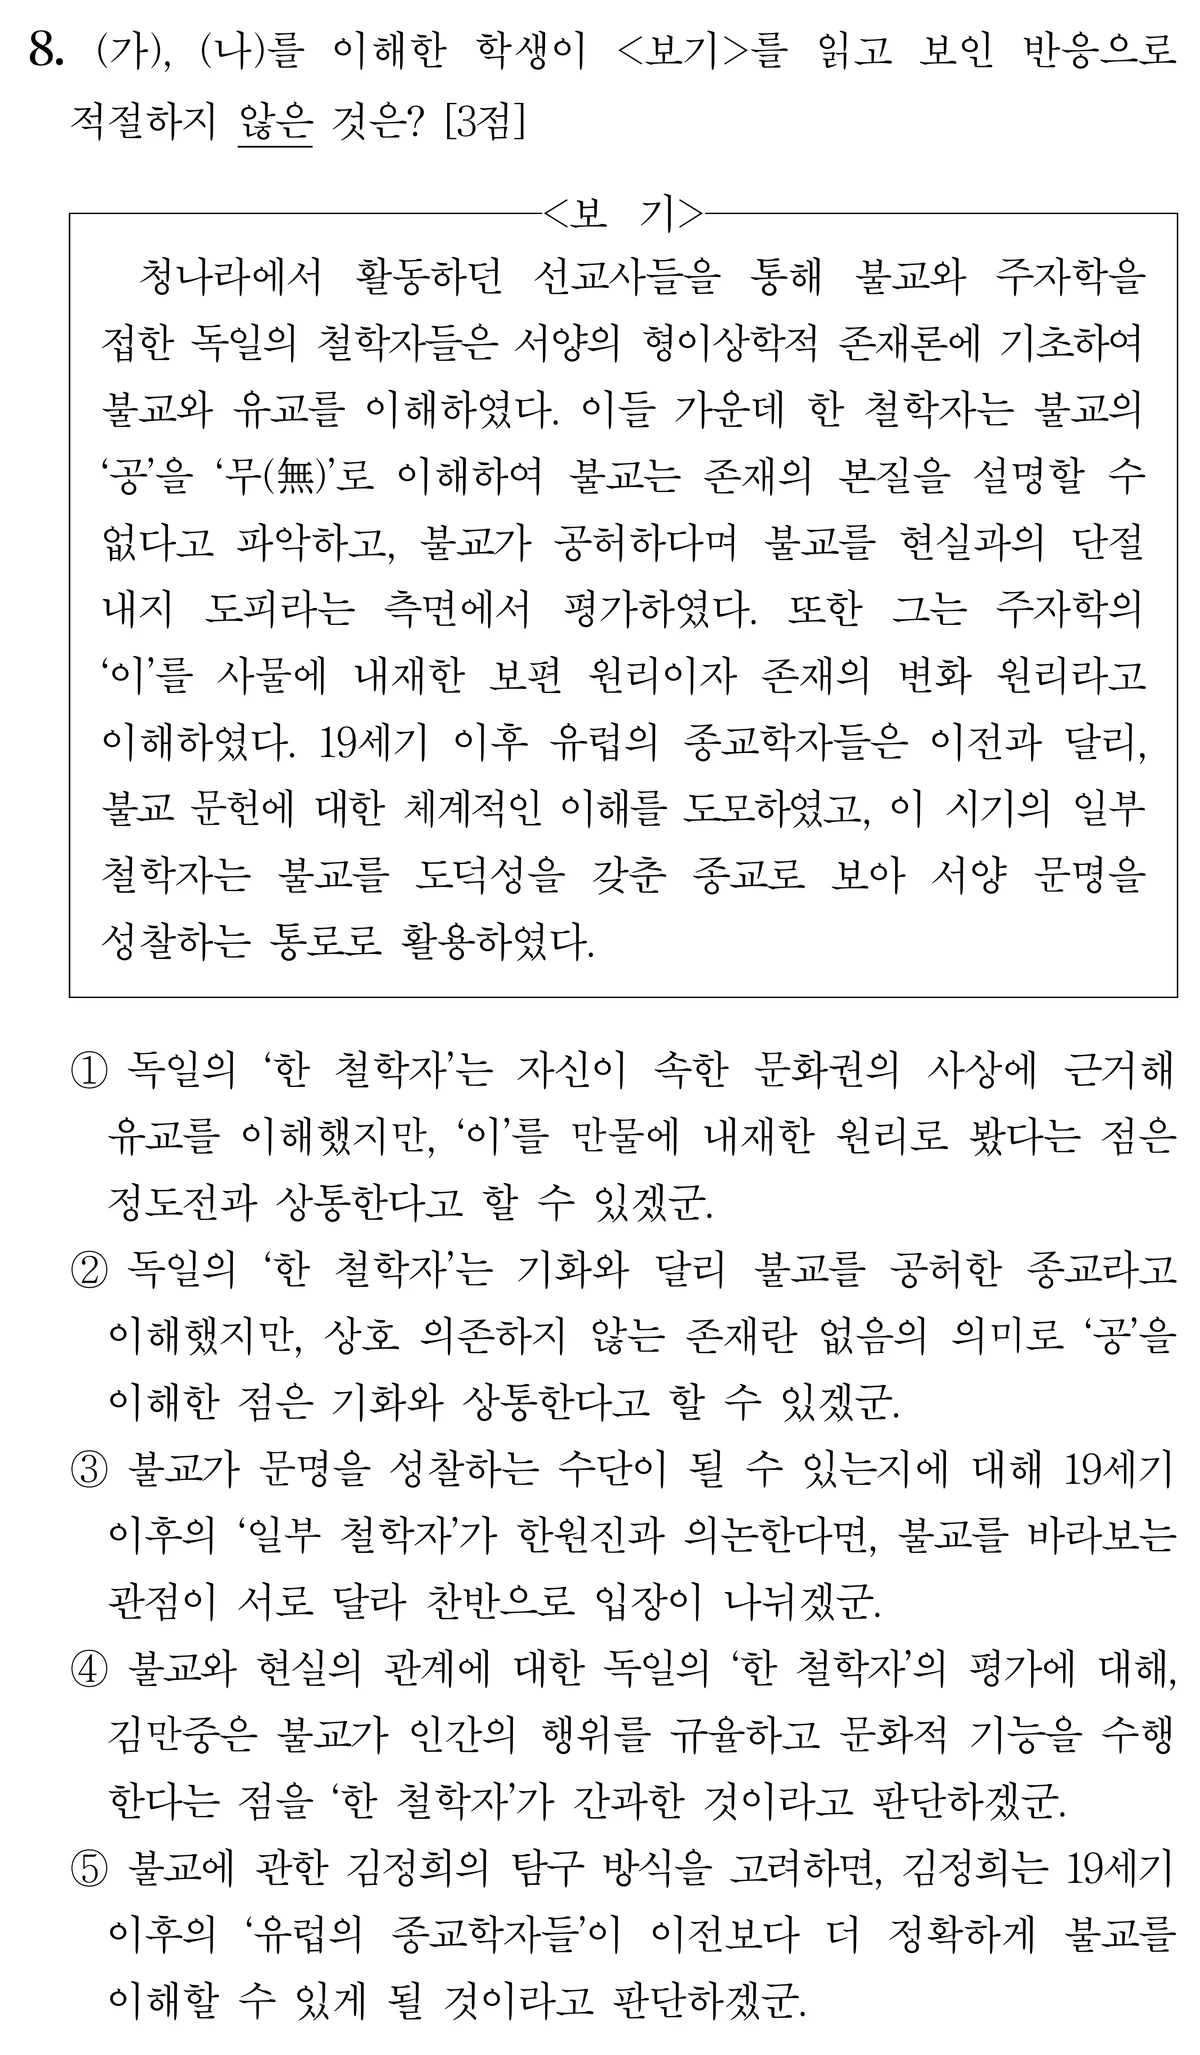 8. (가), (나)를 이해한 학생이 <보기>를 읽고 보인 반응으로
적절하지 않은 것은? [3점]
<보 기>
청나라에서 활동하던 선교사들을 통해 불교와 주자학을
접한 독일의 철학자들은 서양의 형이상학적 존재론에 기초하여
불교와 유교를 이해하였다. 이들 가운데 한 철학자는 불교의
‘공’을 ‘무(無)’로 이해하여 불교는 존재의 본질을 설명할 수
없다고 파악하고, 불교가 공허하다며 불교를 현실과의 단절
내지 도피라는 측면에서 평가하였다. 또한 그는 주자학의
‘이’를 사물에 내재한 보편 원리이자 존재의 변화 원리라고
이해하였다. 19세기 이후 유럽의 종교학자들은 이전과 달리,
불교 문헌에 대한 체계적인 이해를 도모하였고, 이 시기의 일부
철학자는 불교를 도덕성을 갖춘 종교로 보아 서양 문명을
성찰하는 통로로 활용하였다.
① 독일의 ‘한 철학자’는 자신이 속한 문화권의 사상에 근거해
유교를 이해했지만, ‘이’를 만물에 내재한 원리로 봤다는 점은
정도전과 상통한다고 할 수 있겠군.
② 독일의 ‘한 철학자’는 기화와 달리 불교를 공허한 종교라고
이해했지만, 상호 의존하지 않는 존재란 없음의 의미로 ‘공’을
이해한 점은 기화와 상통한다고 할 수 있겠군.
③ 불교가 문명을 성찰하는 수단이 될 수 있는지에 대해 19세기
이후의 ‘일부 철학자’가 한원진과 의논한다면, 불교를 바라보는
관점이 서로 달라 찬반으로 입장이 나뉘겠군.
④ 불교와 현실의 관계에 대한 독일의 ‘한 철학자’의 평가에 대해,
김만중은 불교가 인간의 행위를 규율하고 문화적 기능을 수행
한다는 점을 ‘한 철학자’가 간과한 것이라고 판단하겠군.
⑤ 불교에 관한 김정희의 탐구 방식을 고려하면, 김정희는 19세기
이후의 ‘유럽의 종교학자들’이 이전보다 더 정확하게 불교를
이해할 수 있게 될 것이라고 판단하겠군.